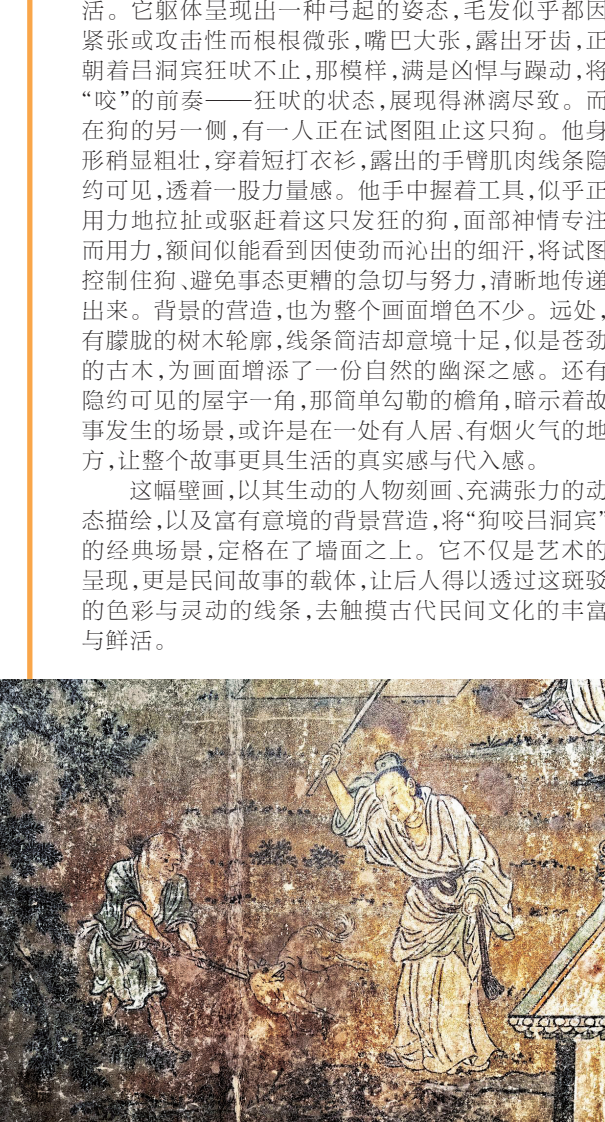 活。它躯体呈现出一种弓起的姿态,毛发似乎都因
紧张或攻击性而根根微张,嘴巴大张,露出牙齿,正
朝着吕洞宾狂吠不止,那模样,满是凶悍与躁动,将
“咬”的前奏——狂吠的状态,展现得淋漓尽致。而
在狗的另一侧,有一人正在试图阻止这只狗。他身
形稍显粗壮,穿着短打衣衫,露出的手臂肌肉线条隐
约可见,透着一股力量感。他手中握着工具,似乎正
用力地拉扯或驱赶着这只发狂的狗,面部神情专注
而用力,额间似能看到因使劲而沁出的细汗,将试图
控制住狗、避免事态更糟的急切与努力,清晰地传递
出来。背景的营造,也为整个画面增色不少。远处,
有朦胧的树木轮廓,线条简洁却意境十足,似是苍劲
的古木,为画面增添了一份自然的幽深之感。还有
隐约可见的屋宇一角,那简单勾勒的檐角,暗示着故
事发生的场景,或许是在一处有人居、有烟火气的地
方,让整个故事更具生活的真实感与代入感。
这幅壁画,以其生动的人物刻画、充满张力的动
态描绘,以及富有意境的背景营造,将“狗咬吕洞宾”
的经典场景,定格在了墙面之上。它不仅是艺术的
呈现,更是民间故事的载体,让后人得以透过这斑驳
的色彩与灵动的线条,去触摸古代民间文化的丰富
与鲜活。